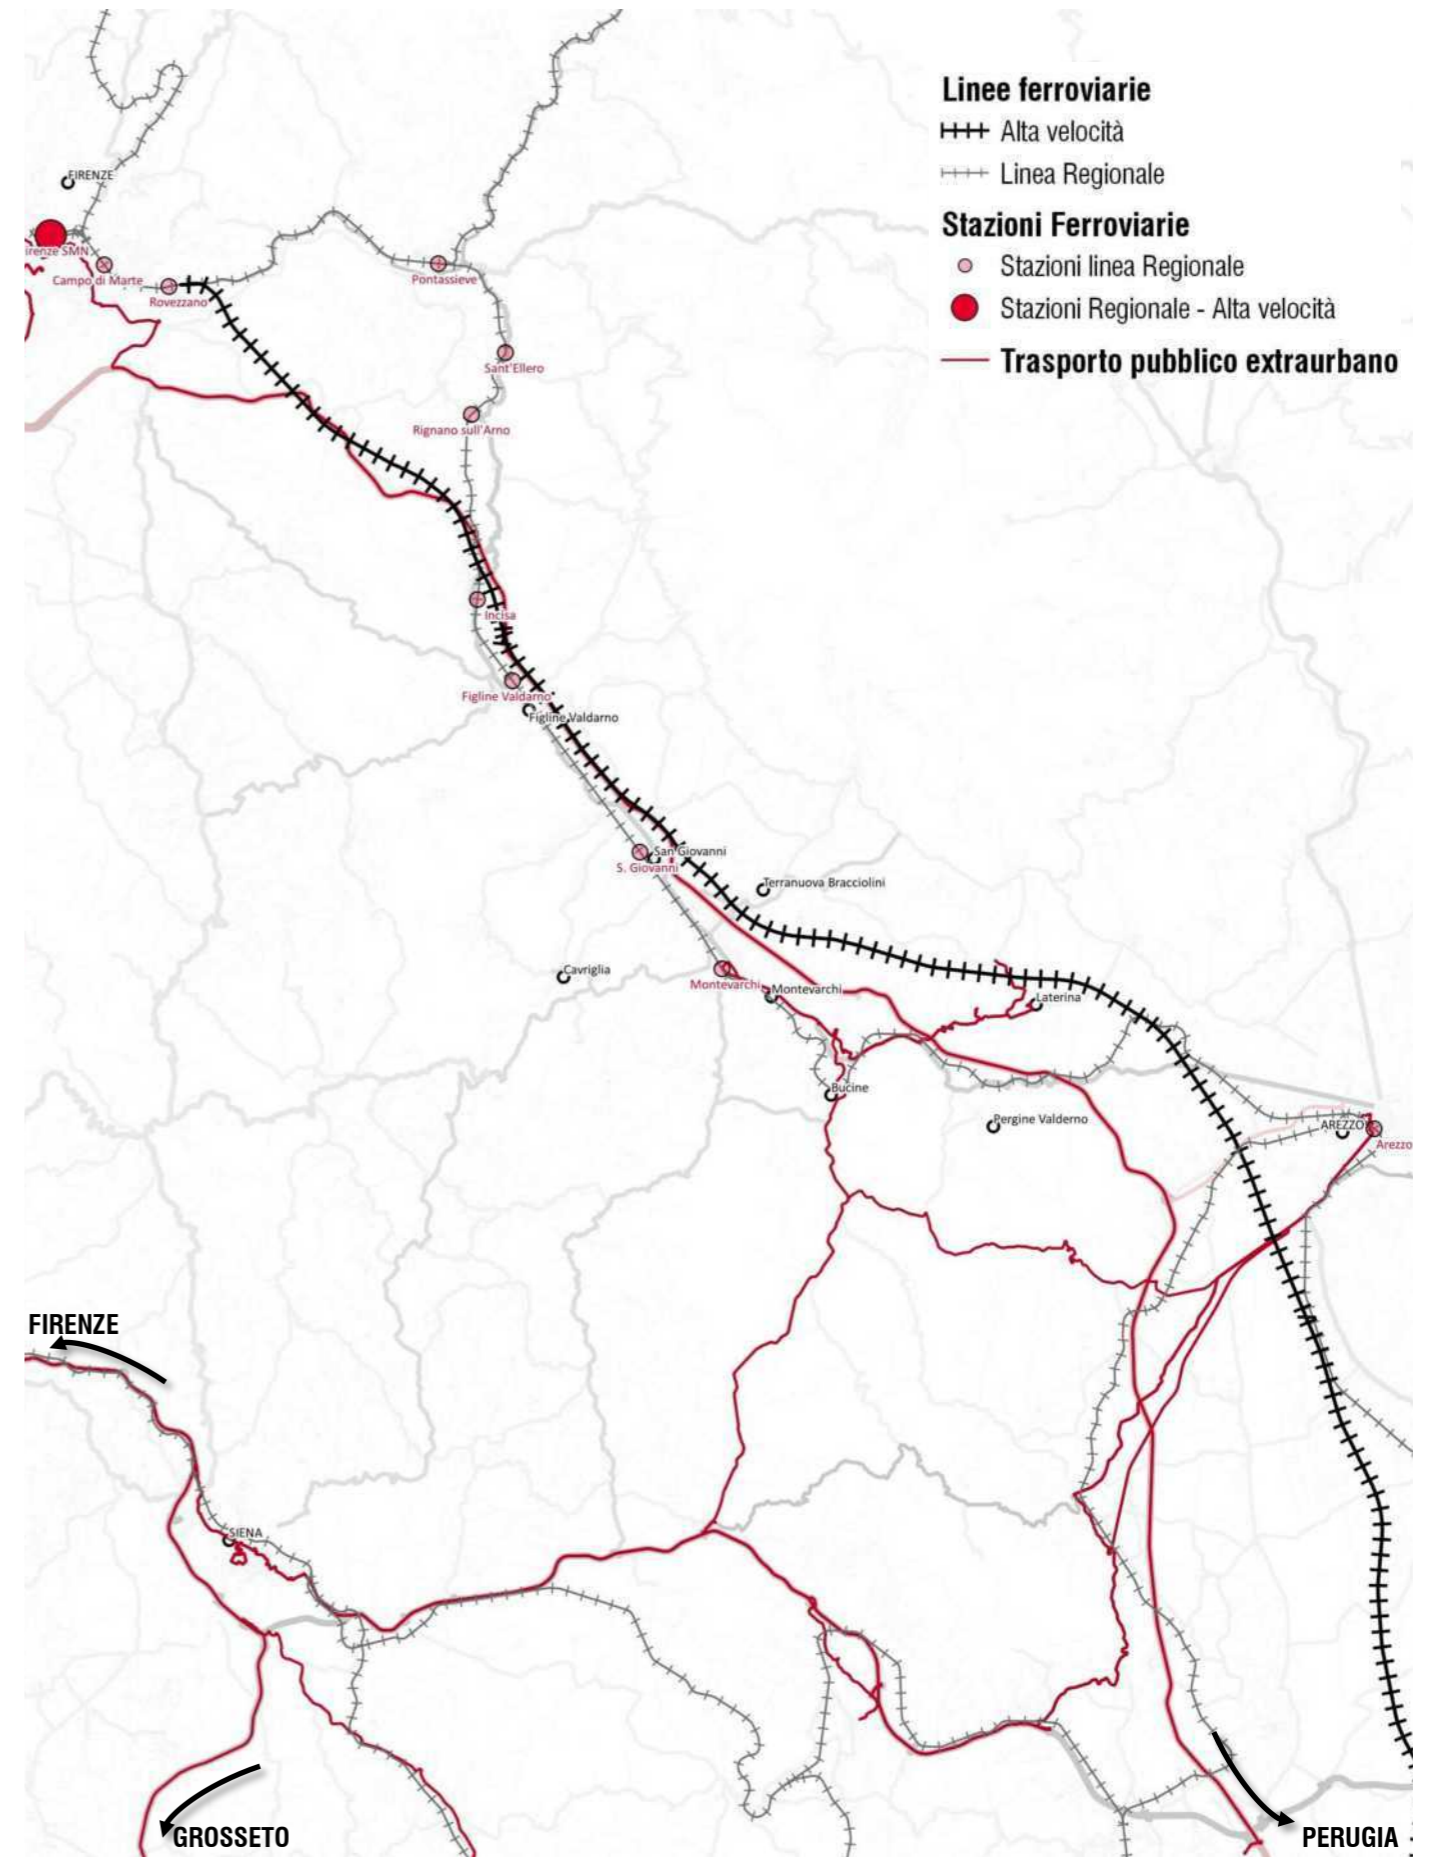 Linee ferroviarie
Alta velocità
Linea Regionale
Stazioni Ferroviarie
Stazioni linea Regionale
Stazioni Regionale - Alta velocità
Trasporto pubblico extraurbano
FIRENZE
irenze SMN
Campo di Marte
Rovezzano
Pontassieve
Sant'Ellero
Rignano sull'Arno
Incisa
Figline Valdarno
Figline Valdarno
San Giovanni
S. Giovanni
Terranuova Bracciolini
Cavriglia
Montevarchi
Montevarchi
Laterina
Bucine
Pergine Valderno
AREZZO
Arezzo
FIRENZE
SIENA
GROSSETO
PERUGIA